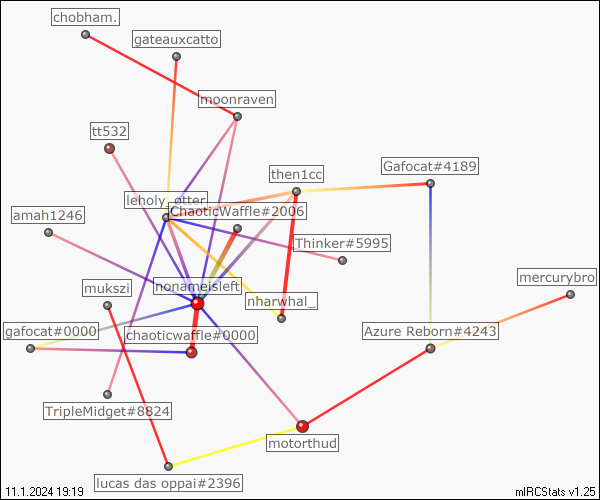 chobham.
gateauxcatto
moonraven
tt532
Gafocat#4189
then1cc
leholy_otter
ChaoticWaffle#2006
amah1246
Thinker#5995
mercurybro
nonameisleft
mukszi
nharwhal_
gafocat#0000
chaoticwaffle#0000
Azure Reborn#4243
TripleMidget#8824
motorthud
lucas das oppai#2396
11.1.2024 19:19
mIRCStats v1.25